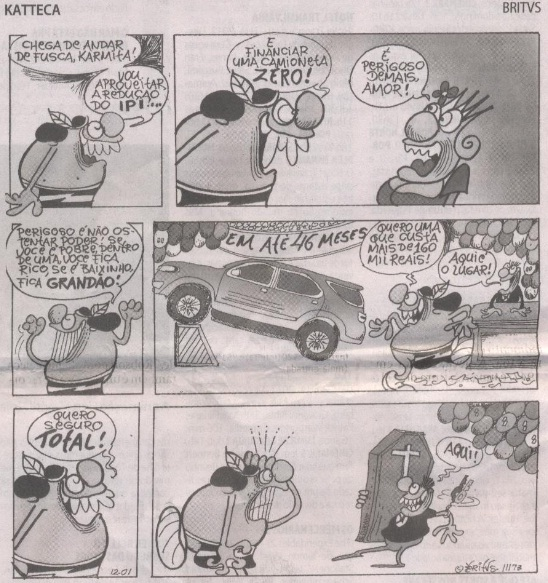 KATTECA
BRITVS
CHEGA DE ANDAR
DE FUSCA, KARMITA!
VOU
APROVEITAR
A REDUÇÃO
DO IPI!...
E
FINANCIAR
UMA CAMIONETA
ZERO!
É
PERIGOSO
DEMAIS,
AMOR!
PERIGOSO É NÃO OS-
TENTAR PODER! SE
VOCÊ É POBRE, DENTRO
DE UMA, VOCÊ FICA
RICO, SE É BAIXINHO,
FICA GRANDÃO!
EM ATÉ 46 MESES
QUERO UMA
QUE CUSTA
MAIS DE 160
MIL REAIS!
AQUI É
O LUGAR!
QUERO
SEGURO
TOTAL!
12.01
AQUI!